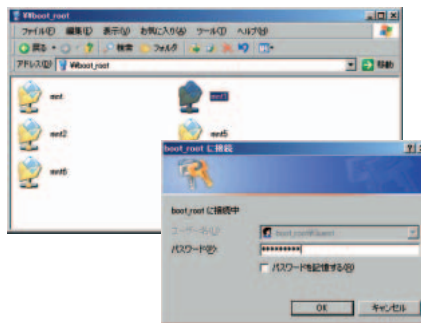 ¥¥boot_root
ファイル(F) 編集(E) 表示(V) お気に入り(A) ツール(T) ヘルプ(H)
戻る 検索 フォルダ
アドレス(D) ¥¥boot_root 移動
mnt
mnt2 mnt5
mnt6
boot_root に接続
boot_root に接続中
ユーザー名(U): boot_root¥Guest
パスワード(P): ●●●●●●●●●
パスワードを記憶する(R)
OK キャンセル